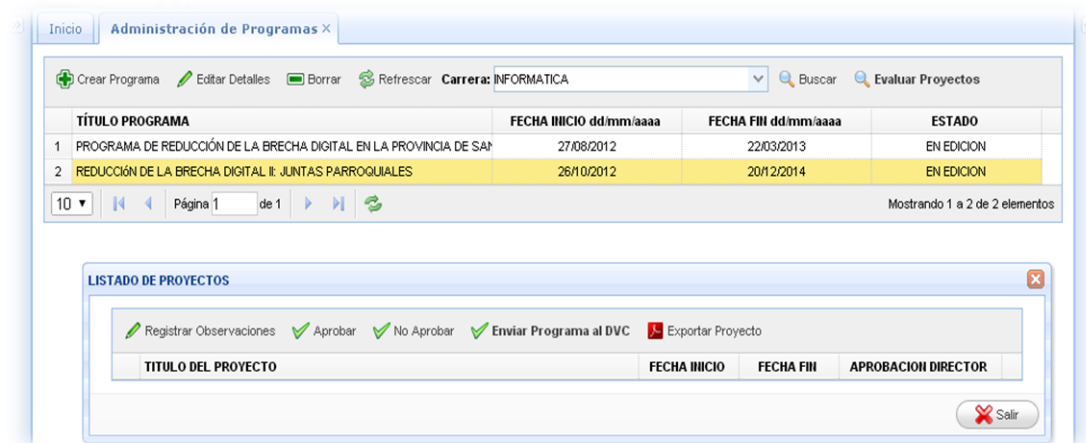 Inicio Administración de Programas ×
Crear Programa Editar Detalles Borrar Refrescar Carrera: INFORMATICA Buscar Evaluar Proyectos
TÍTULO PROGRAMA FECHA INICIO dd/mm/aaaa FECHA FIN dd/mm/aaaa ESTADO
1 PROGRAMA DE REDUCCIÓN DE LA BRECHA DIGITAL EN LA PROVINCIA DE SAN 27/08/2012 22/03/2013 EN EDICION
2 REDUCCIóN DE LA BRECHA DIGITAL II: JUNTAS PARROQUIALES 26/10/2012 20/12/2014 EN EDICION
10 Página 1 de 1 Mostrando 1 a 2 de 2 elementos
LISTADO DE PROYECTOS
Registrar Observaciones Aprobar No Aprobar Enviar Programa al DVC Exportar Proyecto
TITULO DEL PROYECTO FECHA INICIO FECHA FIN APROBACION DIRECTOR
Salir